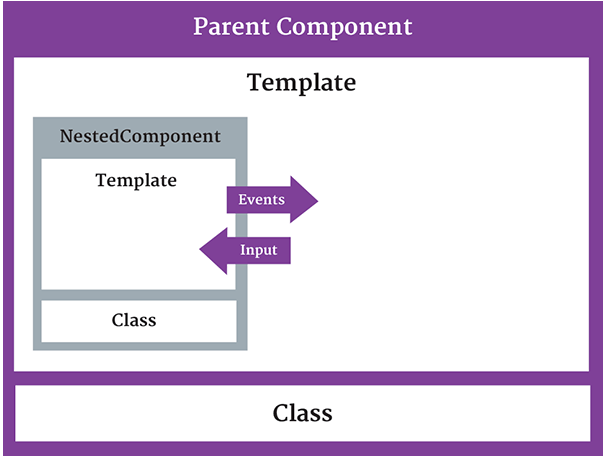 Parent Component
Template
NestedComponent
Template
Events
Input
Class
Class